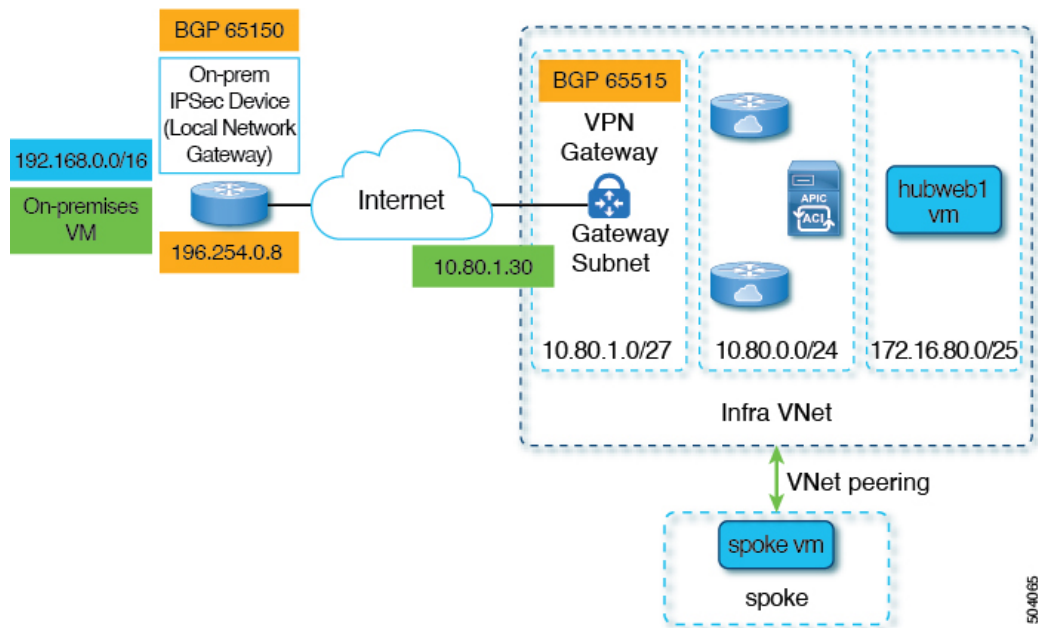 BGP 65150
On-prem
IPSec Device
(Local Network
Gateway)
192.168.0.0/16
On-premises
VM
196.254.0.8
Internet
10.80.1.30
BGP 65515
VPN
Gateway
Gateway
Subnet
10.80.1.0/27
APIC
ACI
10.80.0.0/24
hubweb1
vm
172.16.80.0/25
Infra VNet
VNet peering
spoke vm
spoke
504065